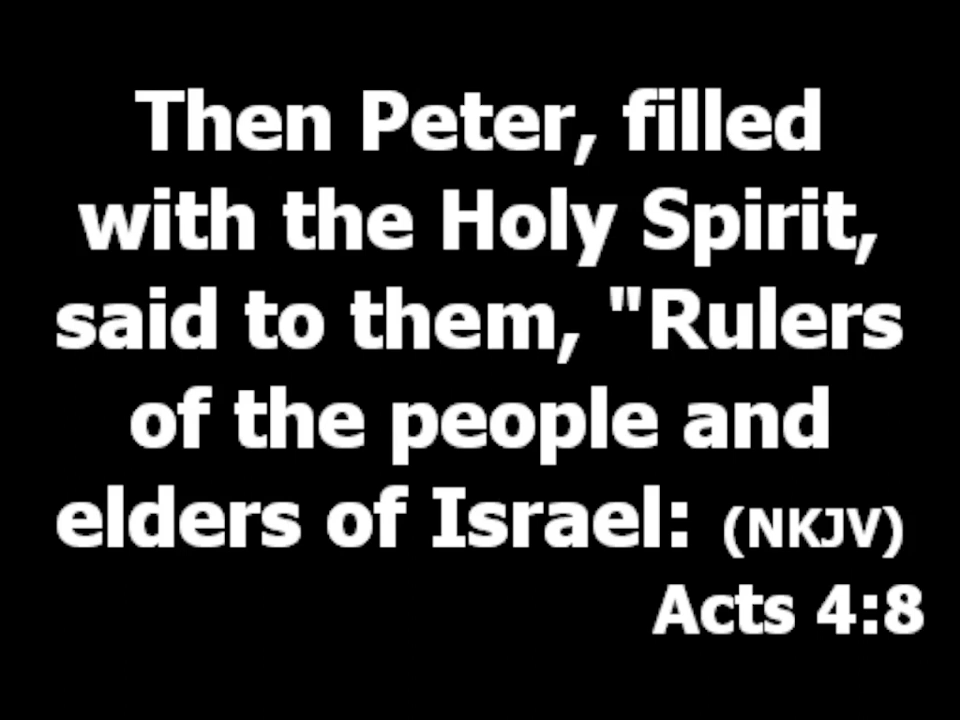 Then Peter, filled
with the Holy Spirit,
said to them, "Rulers
of the people and
elders of Israel: (NKJV)
Acts 4:8